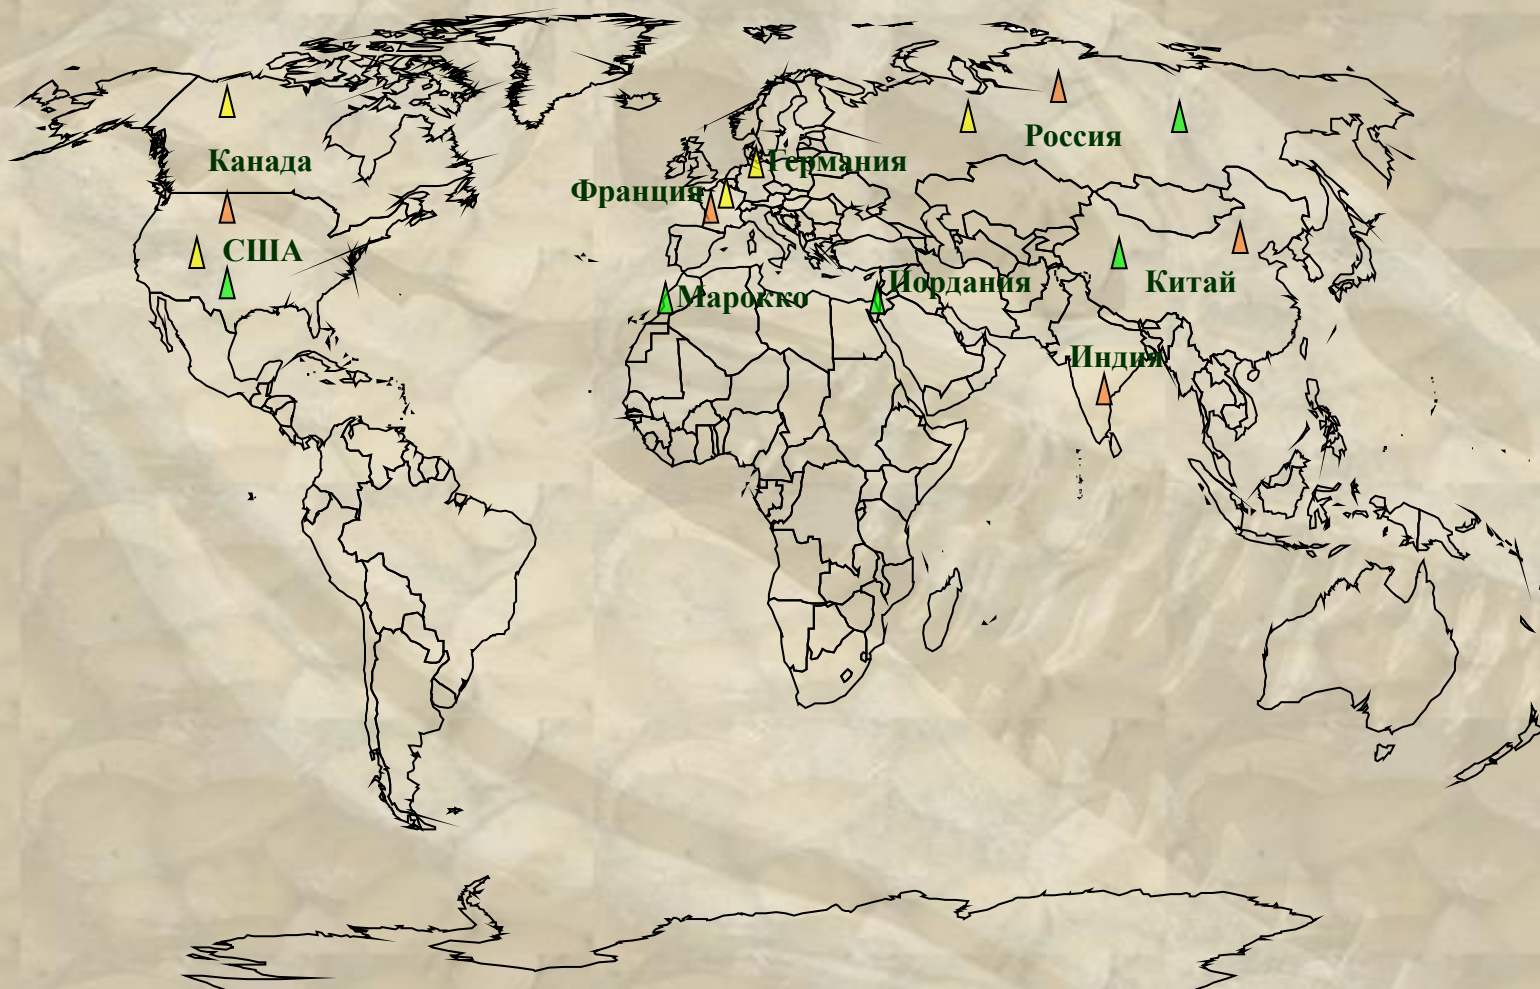 Россия
Канада
Германия
Франция
США
Марокко
Иордания
Китай
Индия